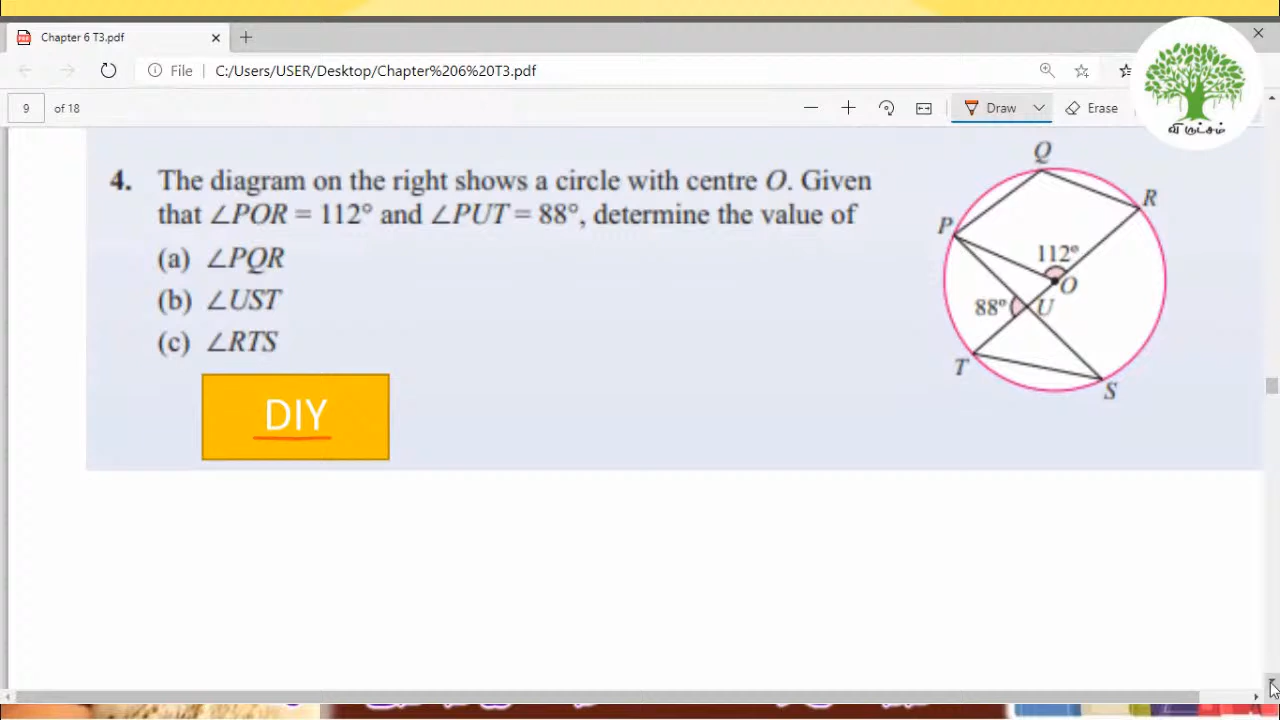 Chapter 6 T3.pdf
File
C:/Users/USER/Desktop/Chapter%206%20T3.pdf
விருட்சம்
9 of 18
Draw
Erase
4. The diagram on the right shows a circle with centre O. Given
that ∠POR = 112° and ∠PUT = 88°, determine the value of
(a) ∠PQR
(b) ∠UST
(c) ∠RTS
DIY
Q
R
P
112°
O
88°
U
T
S